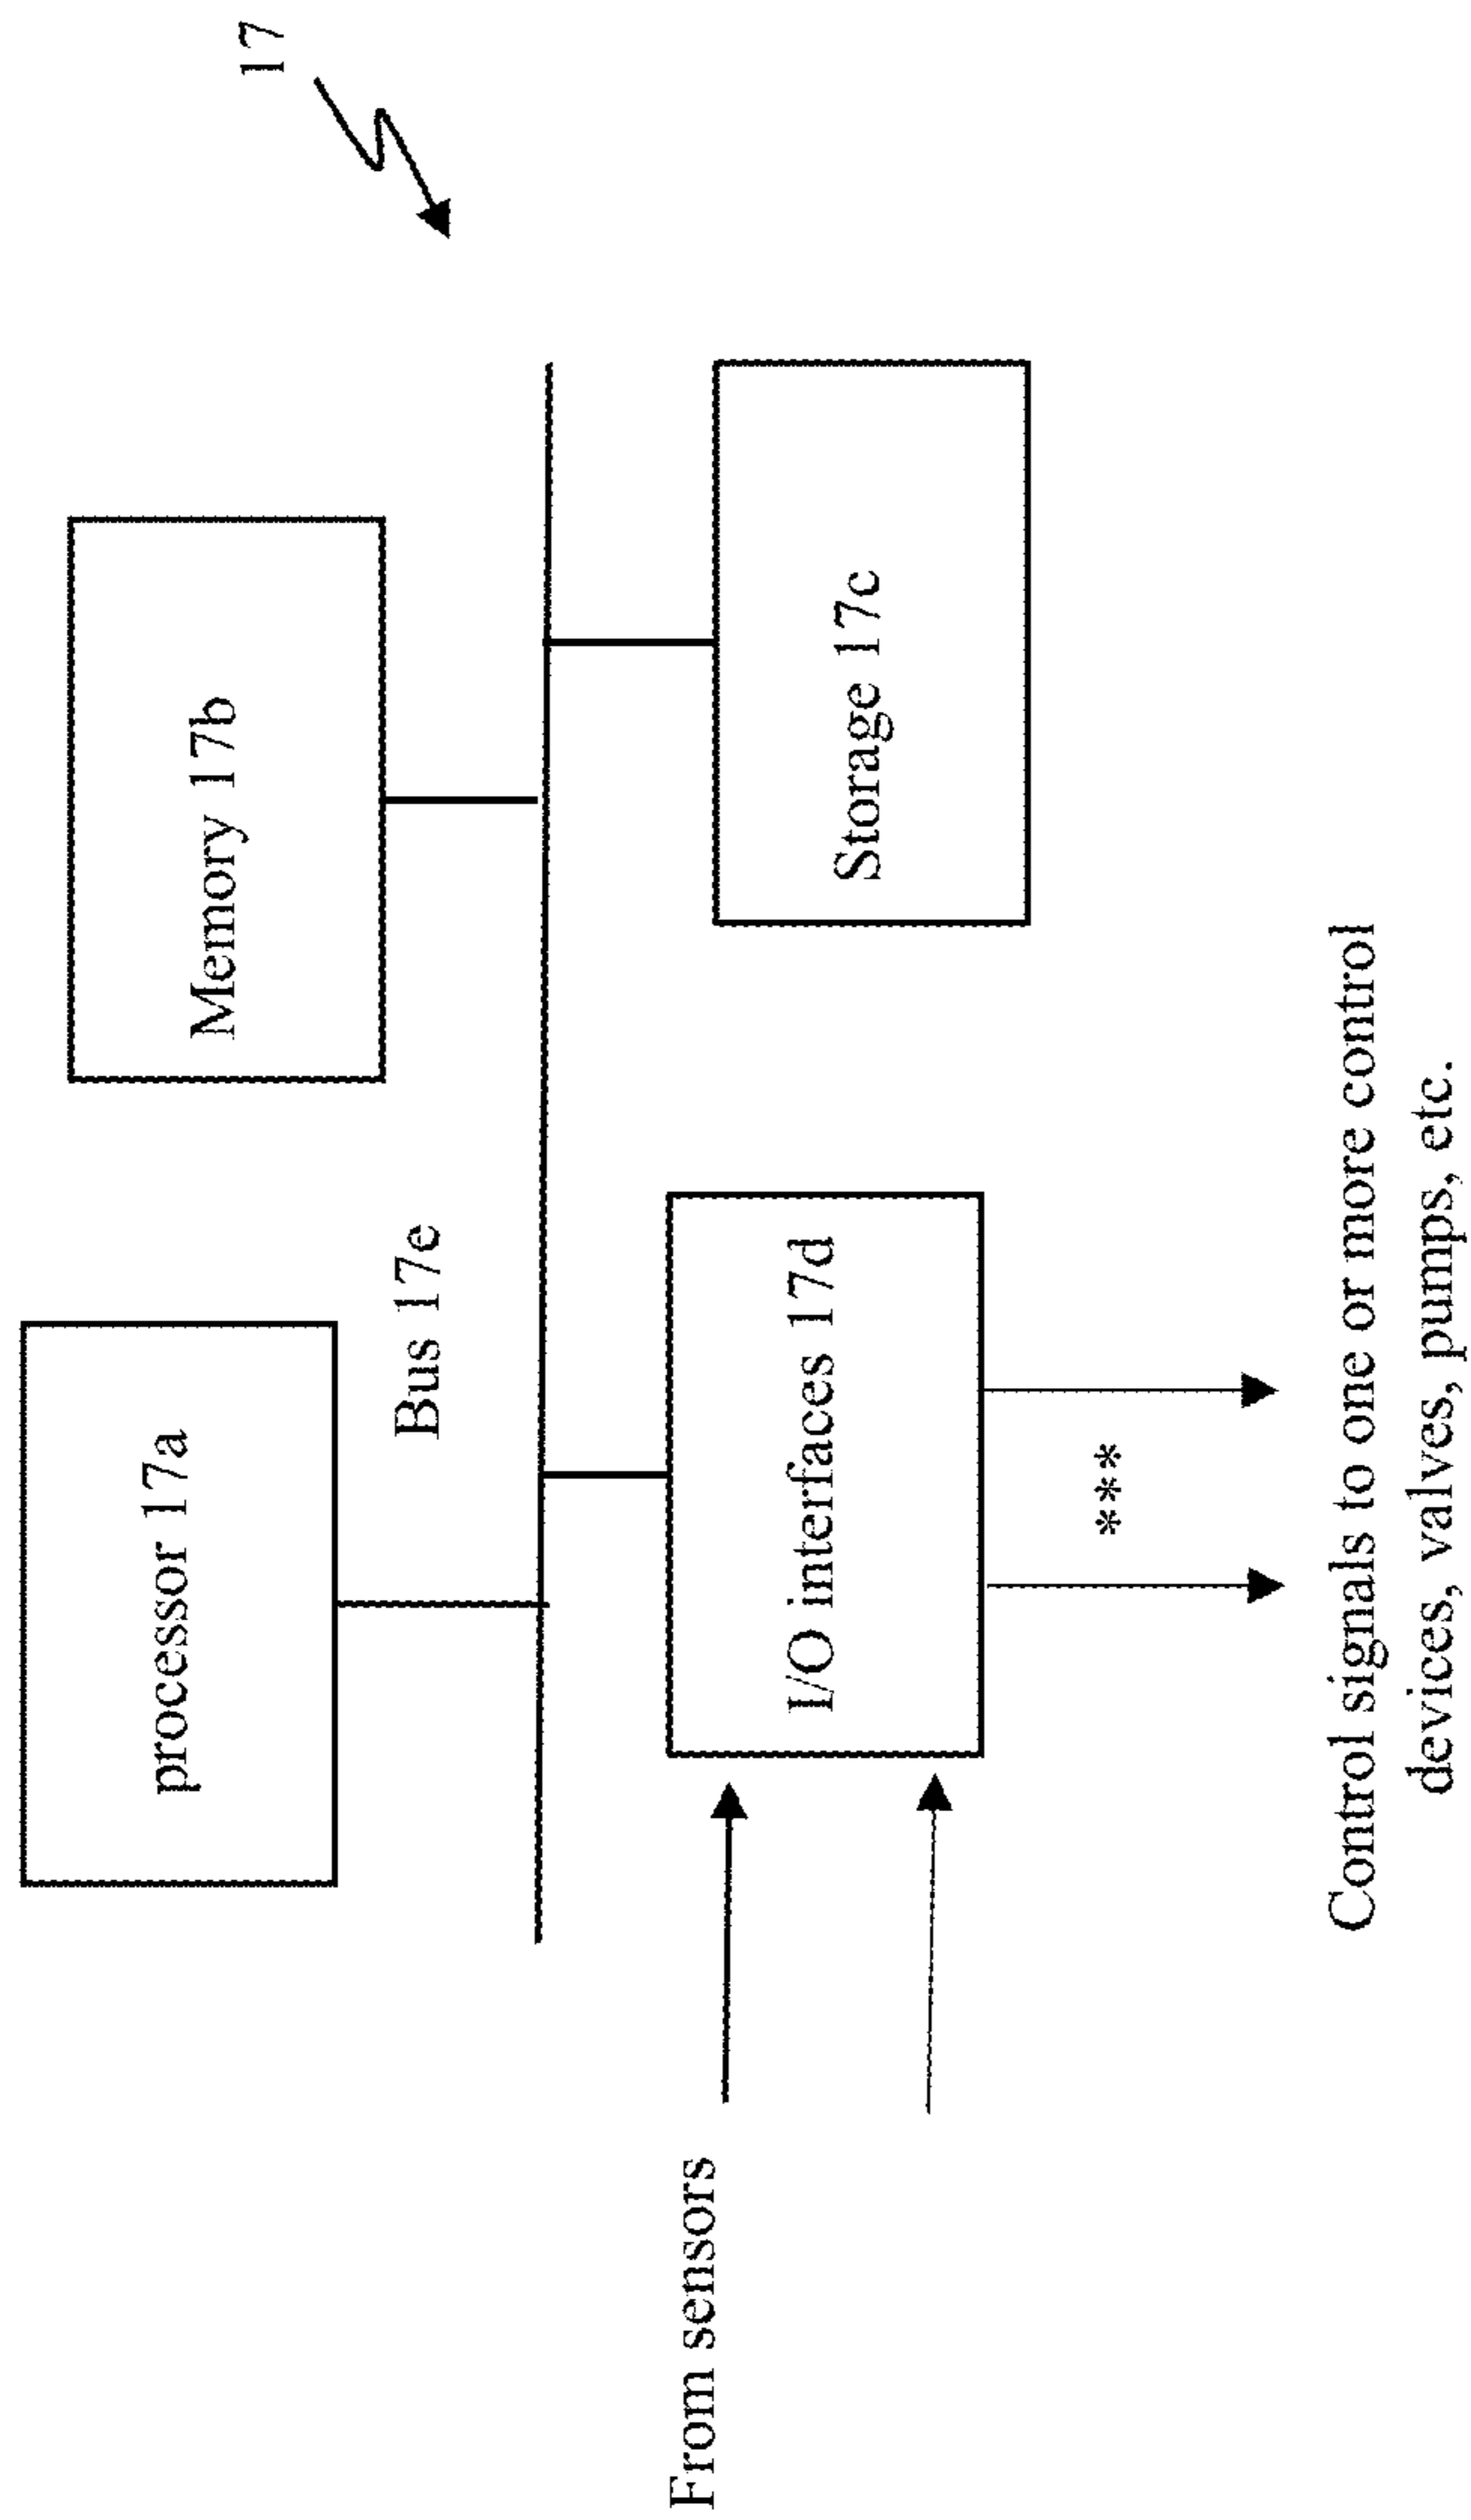 17
processor 17a
Memory 17b
Bus 17e
I/O interfaces 17d
Storage 17c
From sensors
***
Control signals to one or more control
devices, valves, pumps, etc.